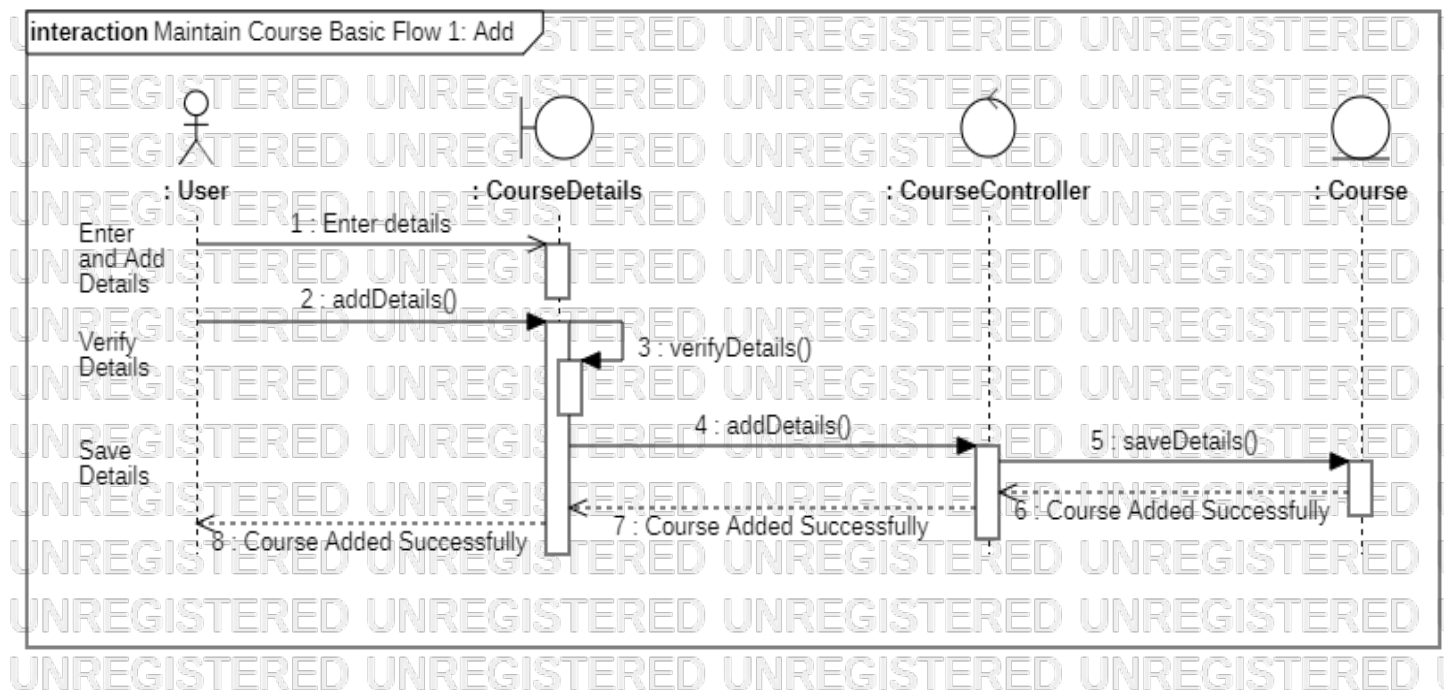 interaction Maintain Course Basic Flow 1: Add
UNREGISTERED UNREGISTERED UNREGISTERED UNREGISTERED
: User
: CourseDetails
: CourseController
: Course
Enter
and Add
Details
1 : Enter details
2 : addDetails()
Verify
Details
3 : verifyDetails()
4 : addDetails()
5 : saveDetails()
Save
Details
6 : Course Added Successfully
7 : Course Added Successfully
8 : Course Added Successfully